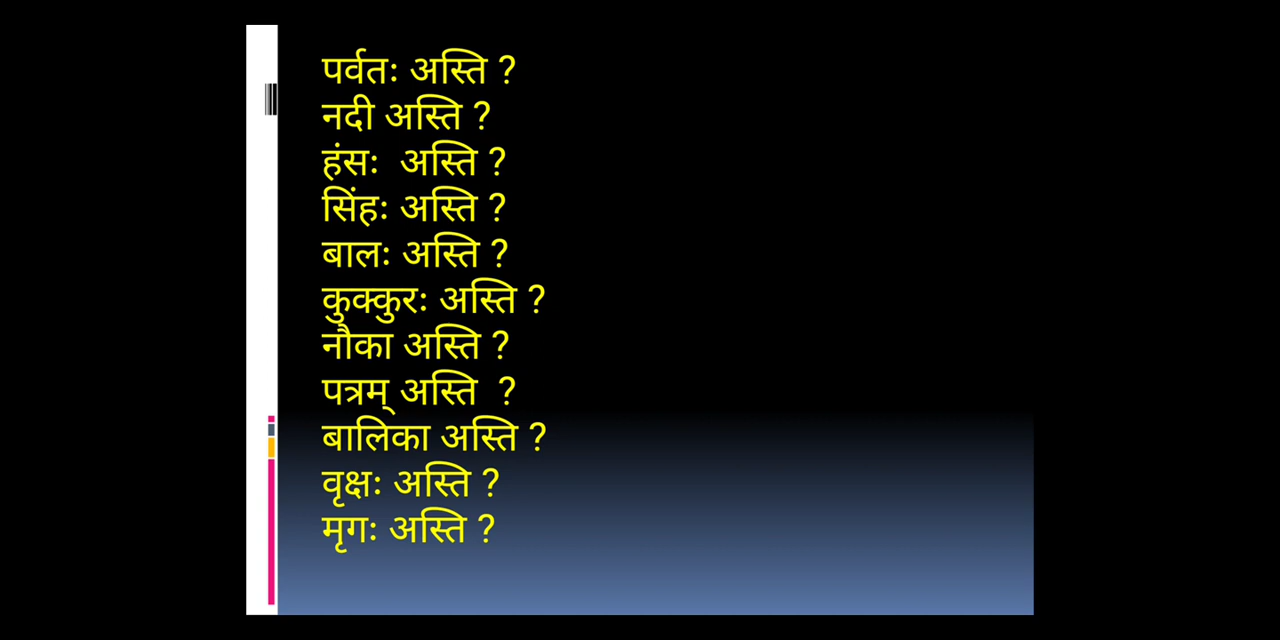 पर्वतः अस्ति ?
नदी अस्ति ?
हंसः अस्ति ?
सिंहः अस्ति ?
बालः अस्ति ?
कुक्कुरः अस्ति ?
नौका अस्ति ?
पत्रम् अस्ति ?
बालिका अस्ति ?
वृक्षः अस्ति ?
मृगः अस्ति ?